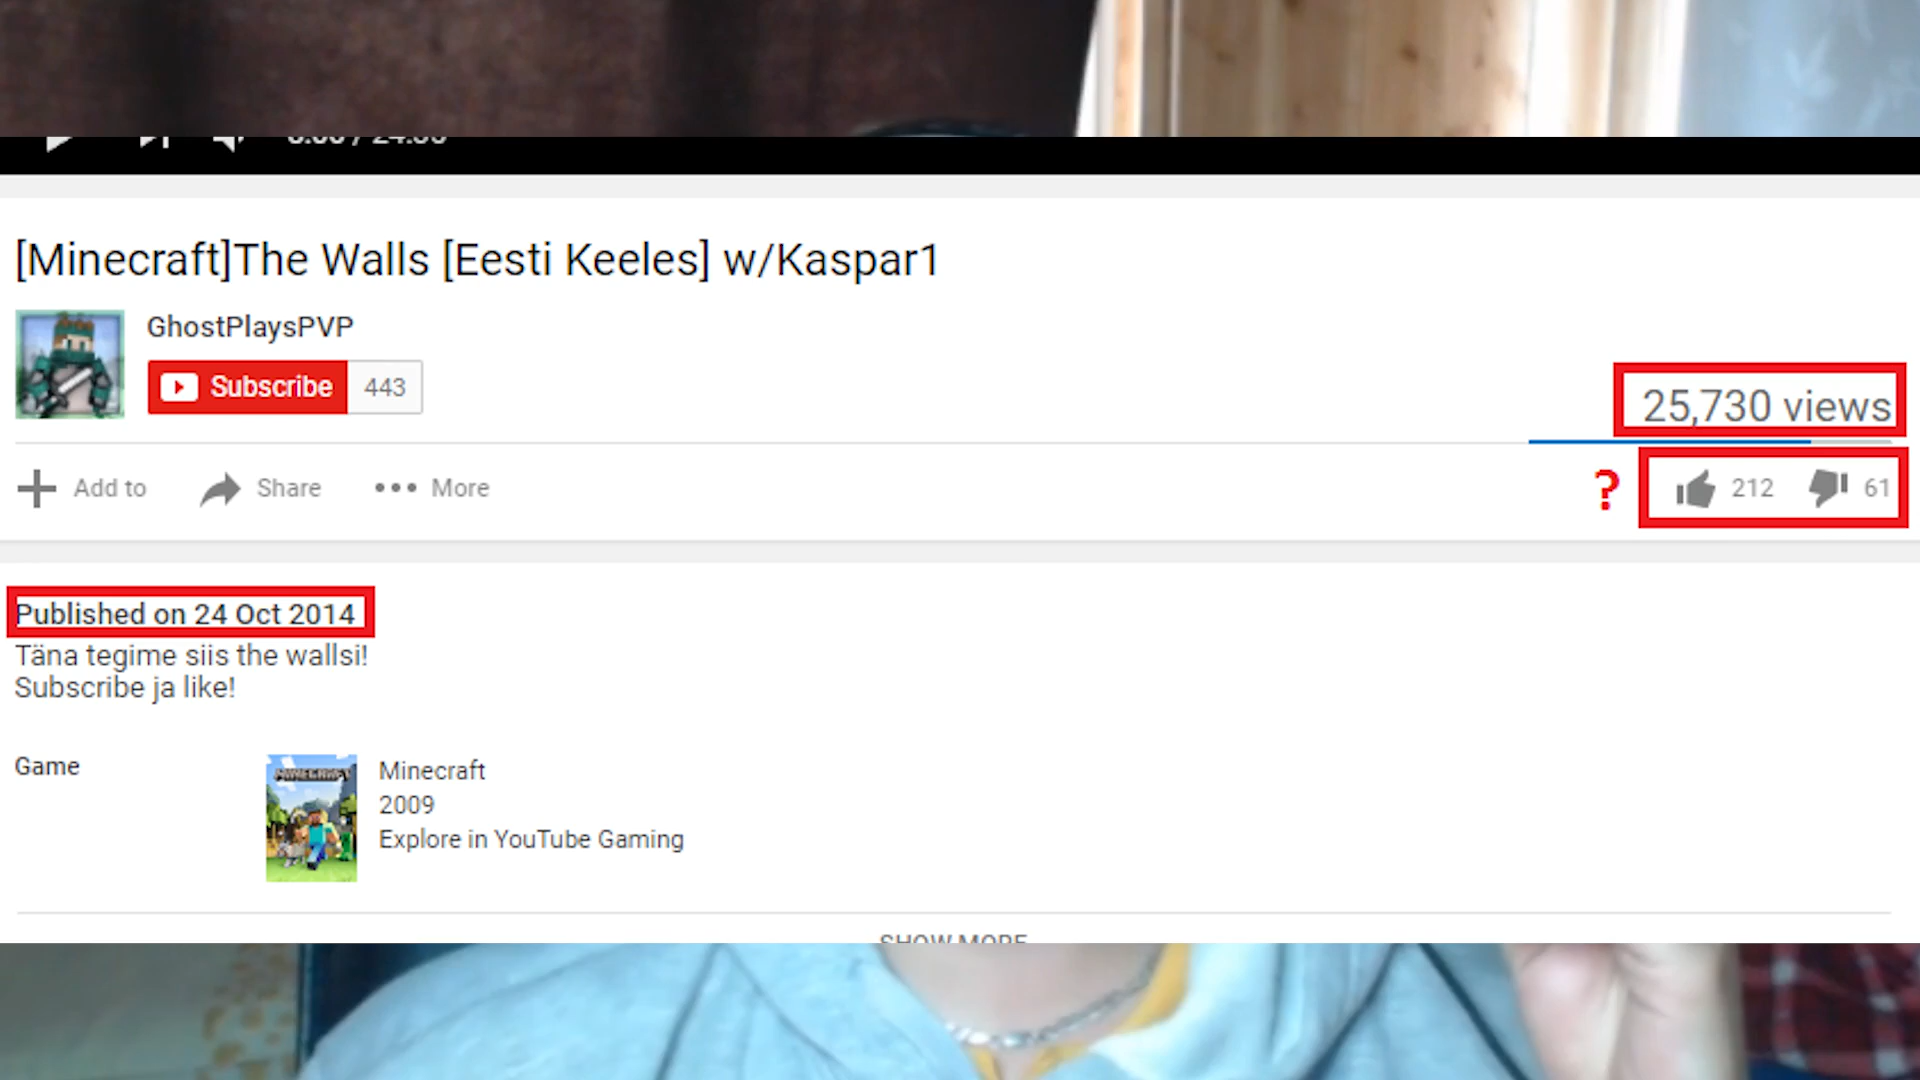 [Minecraft]The Walls [Eesti Keeles] w/Kaspar1
GhostPlaysPVP
Subscribe 443
25,730 views
Add to Share More ? 212 61
Published on 24 Oct 2014
Täna tegime siis the wallsi!
Subscribe ja like!
Game
Minecraft
2009
Explore in YouTube Gaming
SHOW MORE